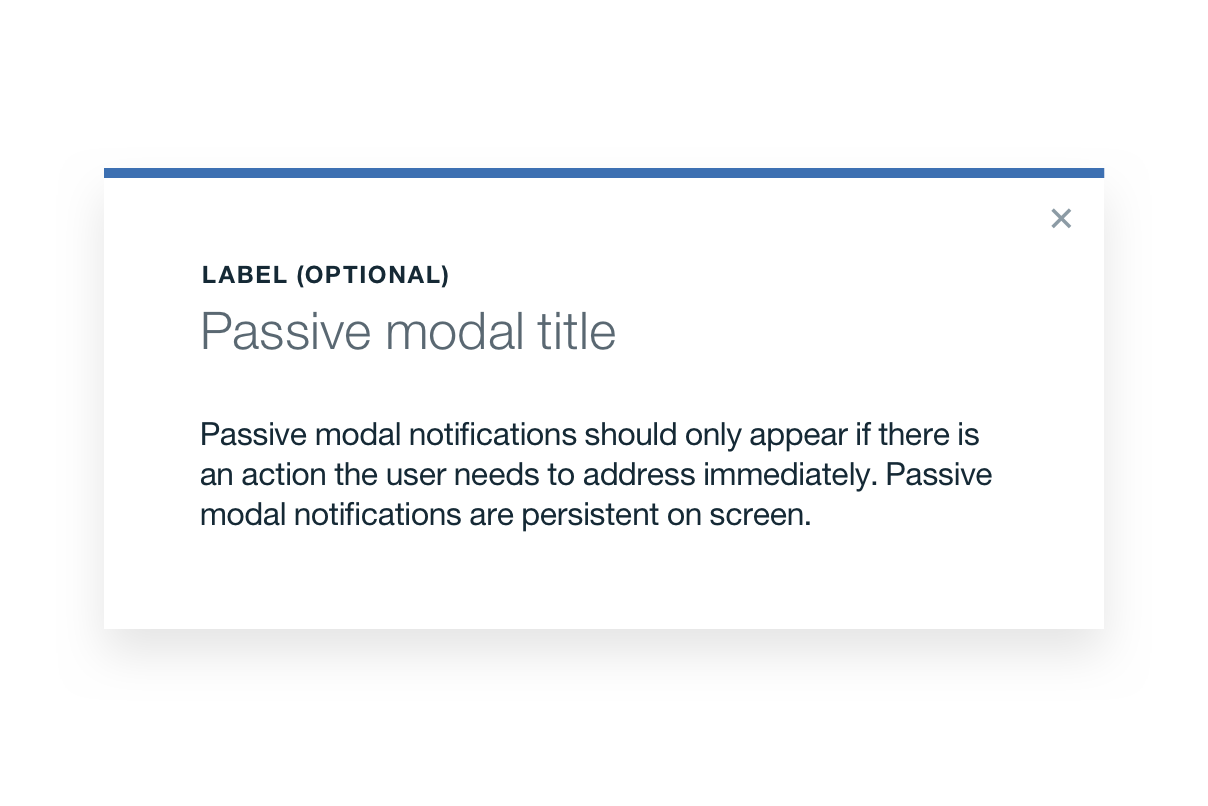 LABEL (OPTIONAL)
Passive modal title
Passive modal notifications should only appear if there is
an action the user needs to address immediately. Passive
modal notifications are persistent on screen.